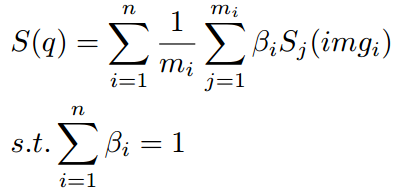 S(q) = \sum_{i=1}^{n} \frac{1}{m_i} \sum_{j=1}^{m_i} \beta_i S_j(img_i)
s.t. \sum_{i=1}^{n} \beta_i = 1